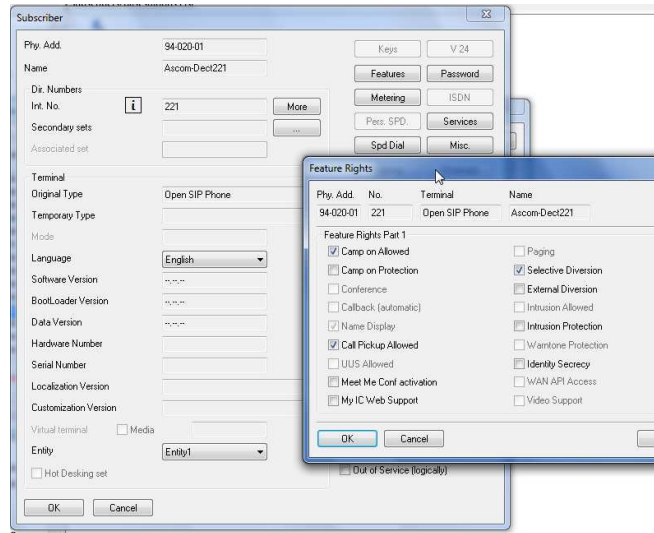 Subscriber
Phy. Add. 94-020-01 Keys V 24
Name Ascom-Dect221 Features Password
Dir. Numbers Metering ISDN
Int. No. i 221 More
Secondary sets ... Pers. SPD. Services
Associated set Spd Dial Misc.
Terminal
Original Type Open SIP Phone
Temporary Type
Mode
Language English
Software Version --.--.--
BootLoader Version
Data Version --.--.--
Hardware Number
Serial Number
Localization Version
Customization Version
Virtual terminal Media
Entity Entity1
Hot Desking set Out of Service (logically)
OK Cancel
Feature Rights
Phy. Add. No. Terminal Name
94-020-01 221 Open SIP Phone Ascom-Dect221
Feature Rights Part 1
Camp on Allowed Paging
Camp on Protection Selective Diversion
Conference External Diversion
Callback (automatic) Intrusion Allowed
Name Display Intrusion Protection
Call Pickup Allowed Warntone Protection
UUS Allowed Identity Secrecy
Meet Me Conf activation WAN API Access
My IC Web Support Video Support
OK Cancel